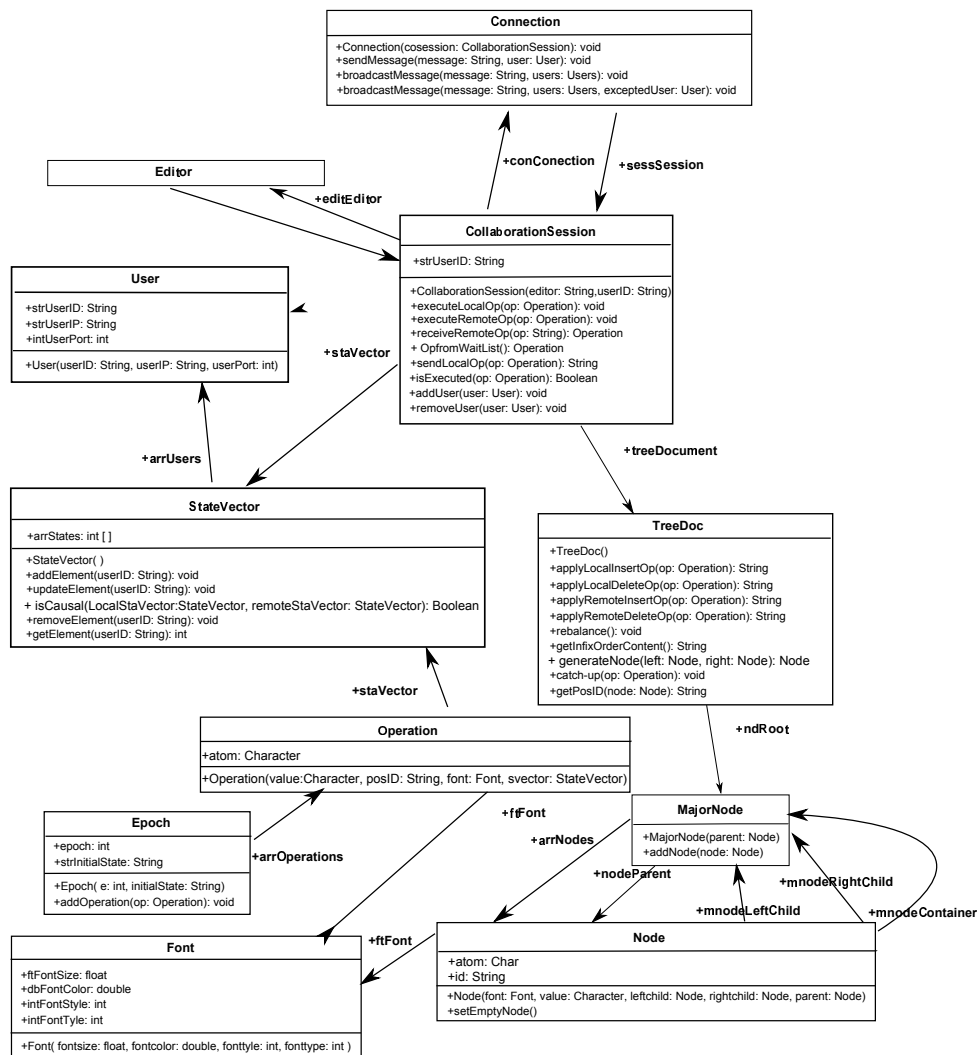 Connection
+Connection(cosession: CollaborationSession): void
+sendMessage(message: String, user: User): void
+broadcastMessage(message: String, users: Users): void
+broadcastMessage(message: String, users: Users, exceptedUser: User): void
+conConection
+sessSession
Editor
+editEditor
CollaborationSession
+strUserID: String
+CollaborationSession(editor: String,userID: String)
+executeLocalOp(op: Operation): void
+executeRemoteOp(op: Operation): void
+receiveRemoteOp(op: String): Operation
+ OpfromWaitList(): Operation
+sendLocalOp(op: Operation): String
+isExecuted(op: Operation): Boolean
+addUser(user: User): void
+removeUser(user: User): void
User
+strUserID: String
+strUserIP: String
+intUserPort: int
+User(userID: String, userIP: String, userPort: int)
+staVector
+arrUsers
+treeDocument
StateVector
+arrStates: int [ ]
+StateVector( )
+addElement(userID: String): void
+updateElement(userID: String): void
+ isCausal(LocalStaVector:StateVector, remoteStaVector: StateVector): Boolean
+removeElement(userID: String): void
+getElement(userID: String): int
TreeDoc
+TreeDoc()
+applyLocalInsertOp(op: Operation): String
+applyLocalDeleteOp(op: Operation): String
+applyRemoteInsertOp(op: Operation): String
+applyRemoteDeleteOp(op: Operation): String
+rebalance(): void
+getInfixOrderContent(): String
+ generateNode(left: Node, right: Node): Node
+catch-up(op: Operation): void
+getPosID(node: Node): String
+staVector
+ndRoot
Operation
+atom: Character
+Operation(value:Character, posID: String, font: Font, svector: StateVector)
Epoch
+epoch: int
+strInitialState: String
+Epoch( e: int, initialState: String)
+addOperation(op: Operation): void
+arrOperations
+ftFont
MajorNode
+MajorNode(parent: Node)
+addNode(node: Node)
+arrNodes
+nodeParent
+mnodeRightChild
+mnodeLeftChild
+mnodeContainer
Font
+ftFontSize: float
+dbFontColor: double
+intFontStyle: int
+intFontTyle: int
+Font( fontsize: float, fontcolor: double, fonttyle: int, fonttype: int )
+ftFont
Node
+atom: Char
+id: String
+Node(font: Font, value: Character, leftchild: Node, rightchild: Node, parent: Node)
+setEmptyNode()